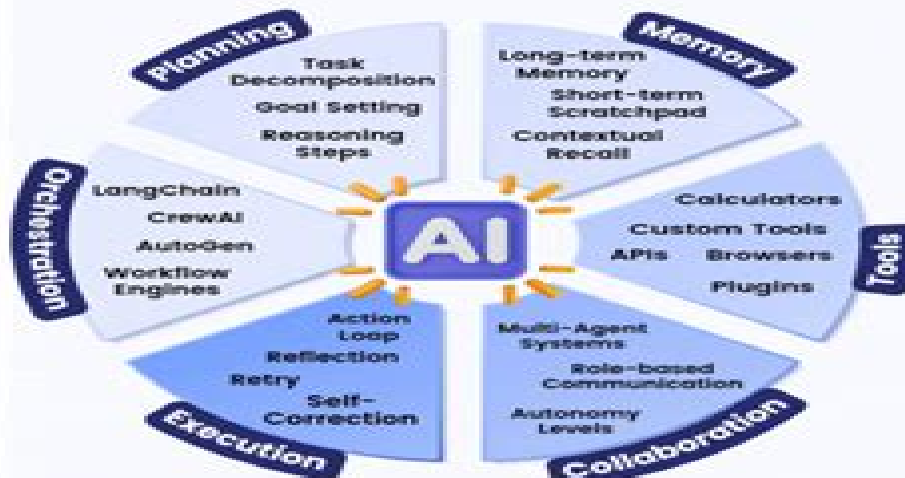 Planning
Task
Decomposition
Goal Setting
Reasoning
Steps
Memory
Long-term
Memory
Short-term
Scratchpad
Contextual
Recall
Orchstration
LangChain
CrewAI
AutoGen
Workflow
Engines
AI
Tools
Calculators
Custom Tools
APIs Browsers
Plugins
Execution
Action
Loop
Reflection
Retry
Self-
Correction
Collaboration
Multi-Agent
Systems
Role-based
Communication
Autonomy
Levels